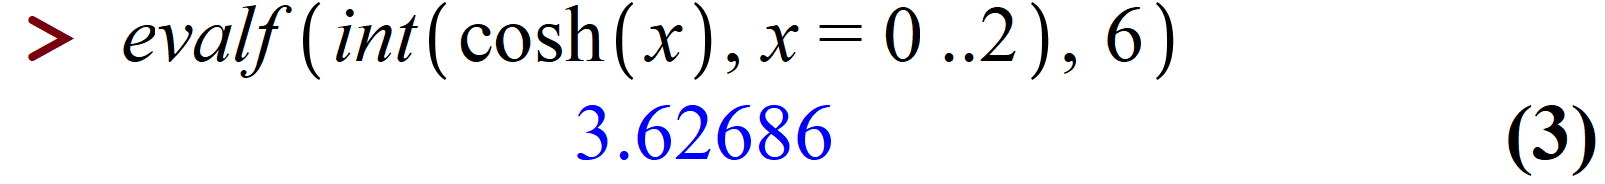 > evalf(int(cosh(x), x = 0 ..2), 6)
3.62686 (3)